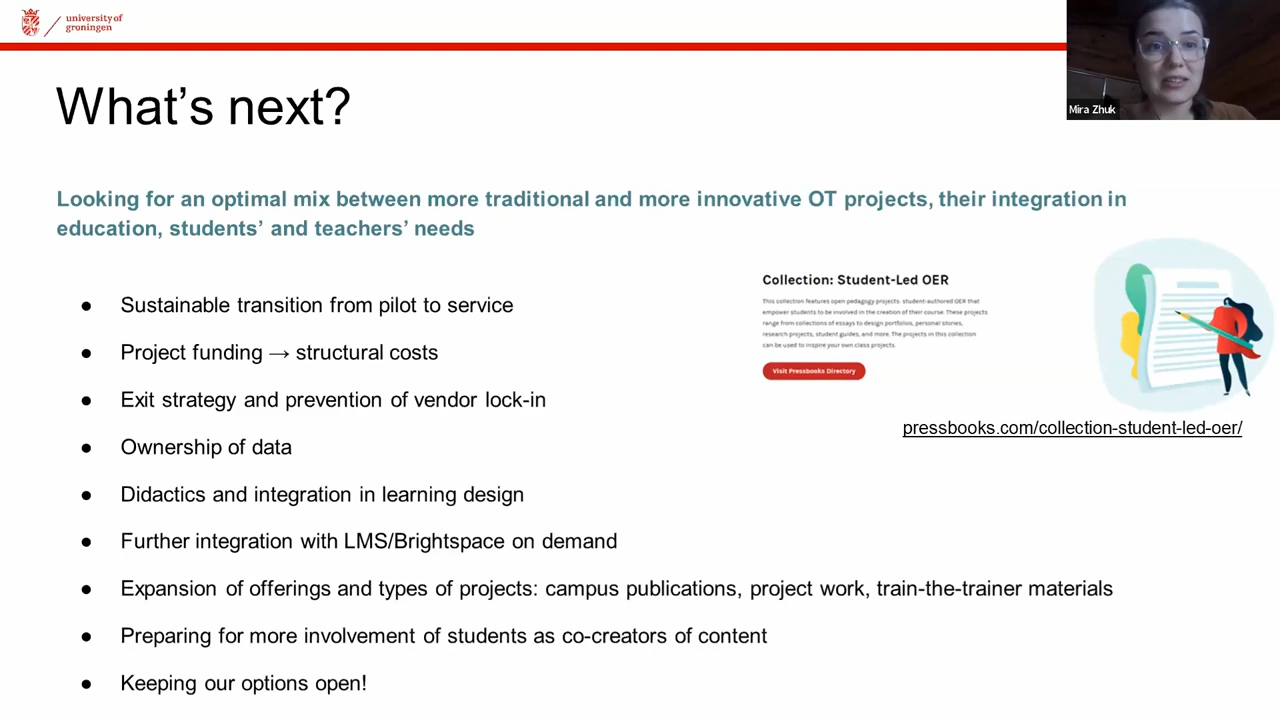 university of
groningen
Mira Zhuk
What’s next?
Looking for an optimal mix between more traditional and more innovative OT projects, their integration in
education, students’ and teachers’ needs
● Sustainable transition from pilot to service
● Project funding → structural costs
● Exit strategy and prevention of vendor lock-in
● Ownership of data
● Didactics and integration in learning design
● Further integration with LMS/Brightspace on demand
● Expansion of offerings and types of projects: campus publications, project work, train-the-trainer materials
● Preparing for more involvement of students as co-creators of content
● Keeping our options open!
Collection: Student-Led OER
This collection features open pedagogy projects: student-authored OER that
empower students to be involved in the creation of their course. These projects
range from collections of essays to design portfolios, personal stories,
research projects, student guides, and more. The projects in this collection
can be used to inspire your own class projects.
Visit Pressbooks Directory
pressbooks.com/collection-student-led-oer/